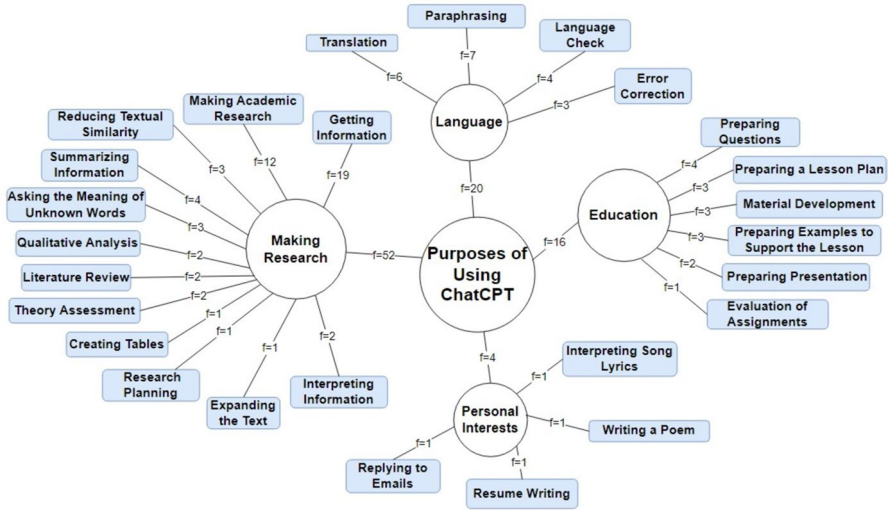 Paraphrasing
Translation
Language
Check
Error
Correction
f=7
f=6
f=4
f=3
Language
f=20
Making Academic
Research
Getting
Information
Reducing Textual
Similarity
Summarizing
Information
Asking the Meaning of
Unknown Words
Qualitative Analysis
Literature Review
Theory Assessment
Creating Tables
Research
Planning
Expanding
the Text
Interpreting
Information
f=12
f=19
f=3
f=4
f=3
f=2
f=2
f=2
f=1
f=1
f=1
f=2
Making
Research
f=52
Purposes of
Using
ChatCPT
f=16
Education
f=4
f=3
f=3
f=3
f=2
f=1
Preparing
Questions
Preparing a Lesson Plan
Material Development
Preparing Examples to
Support the Lesson
Preparing Presentation
Evaluation of
Assignments
f=4
Personal
Interests
f=1
Interpreting Song
Lyrics
f=1
Writing a Poem
f=1
Replying to
Emails
f=1
Resume Writing